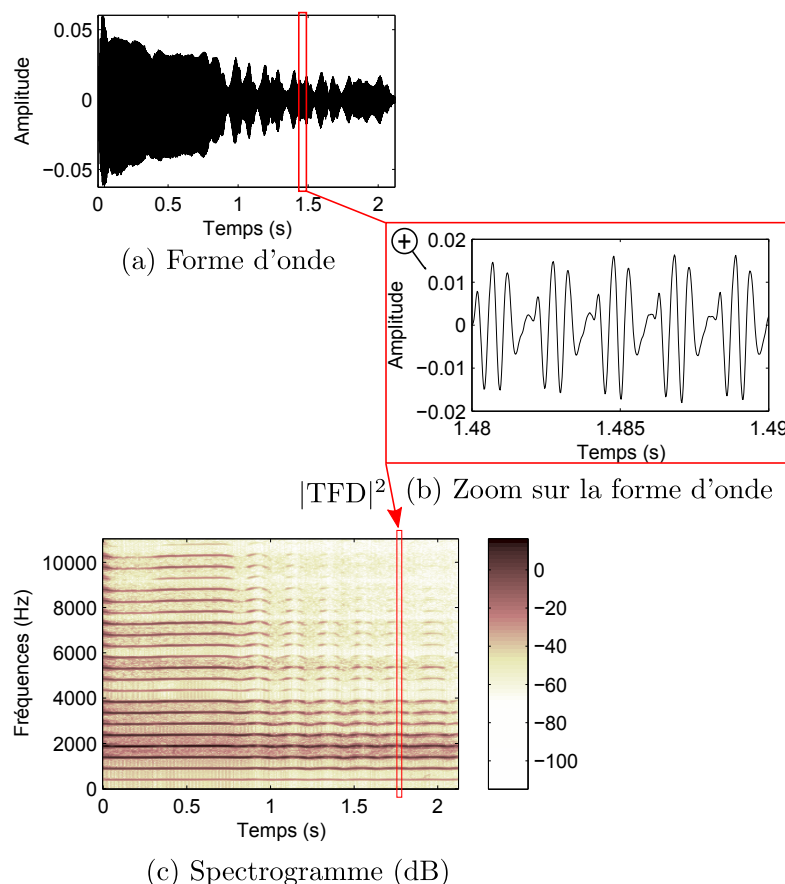 0.05
0
−0.05
Amplitude
0 0.5 1 1.5 2
Temps (s)
(a) Forme d'onde
+
0.02
0.01
0
−0.01
−0.02
Amplitude
1.48 1.485 1.49
Temps (s)
(b) Zoom sur la forme d'onde
|TFD|²
10000
8000
6000
4000
2000
0
Fréquences (Hz)
0 0.5 1 1.5 2
Temps (s)
0
−20
−40
−60
−80
−100
(c) Spectrogramme (dB)